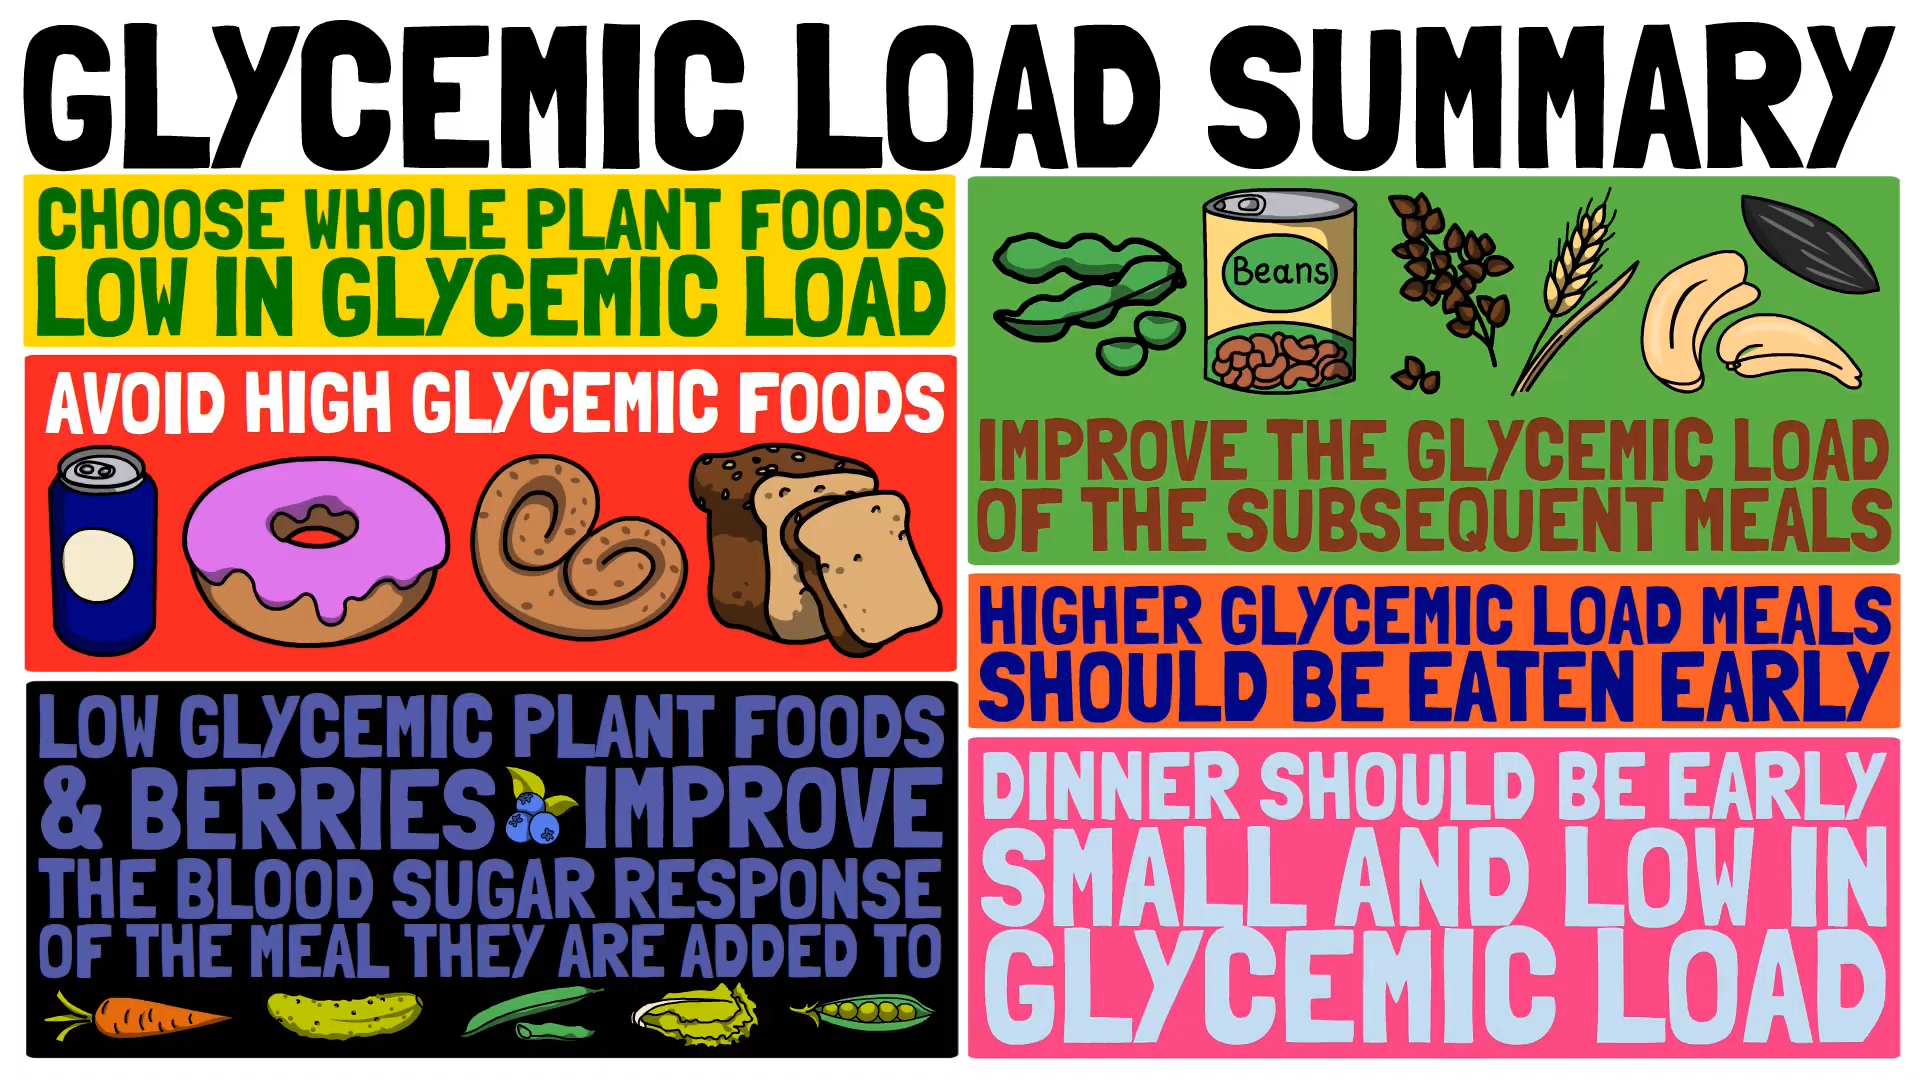 GLYCEMIC LOAD SUMMARY
CHOOSE WHOLE PLANT FOODS
LOW IN GLYCEMIC LOAD
AVOID HIGH GLYCEMIC FOODS
LOW GLYCEMIC PLANT FOODS
& BERRIES IMPROVE
THE BLOOD SUGAR RESPONSE
OF THE MEAL THEY ARE ADDED TO
Beans
IMPROVE THE GLYCEMIC LOAD
OF THE SUBSEQUENT MEALS
HIGHER GLYCEMIC LOAD MEALS
SHOULD BE EATEN EARLY
DINNER SHOULD BE EARLY
SMALL AND LOW IN
GLYCEMIC LOAD